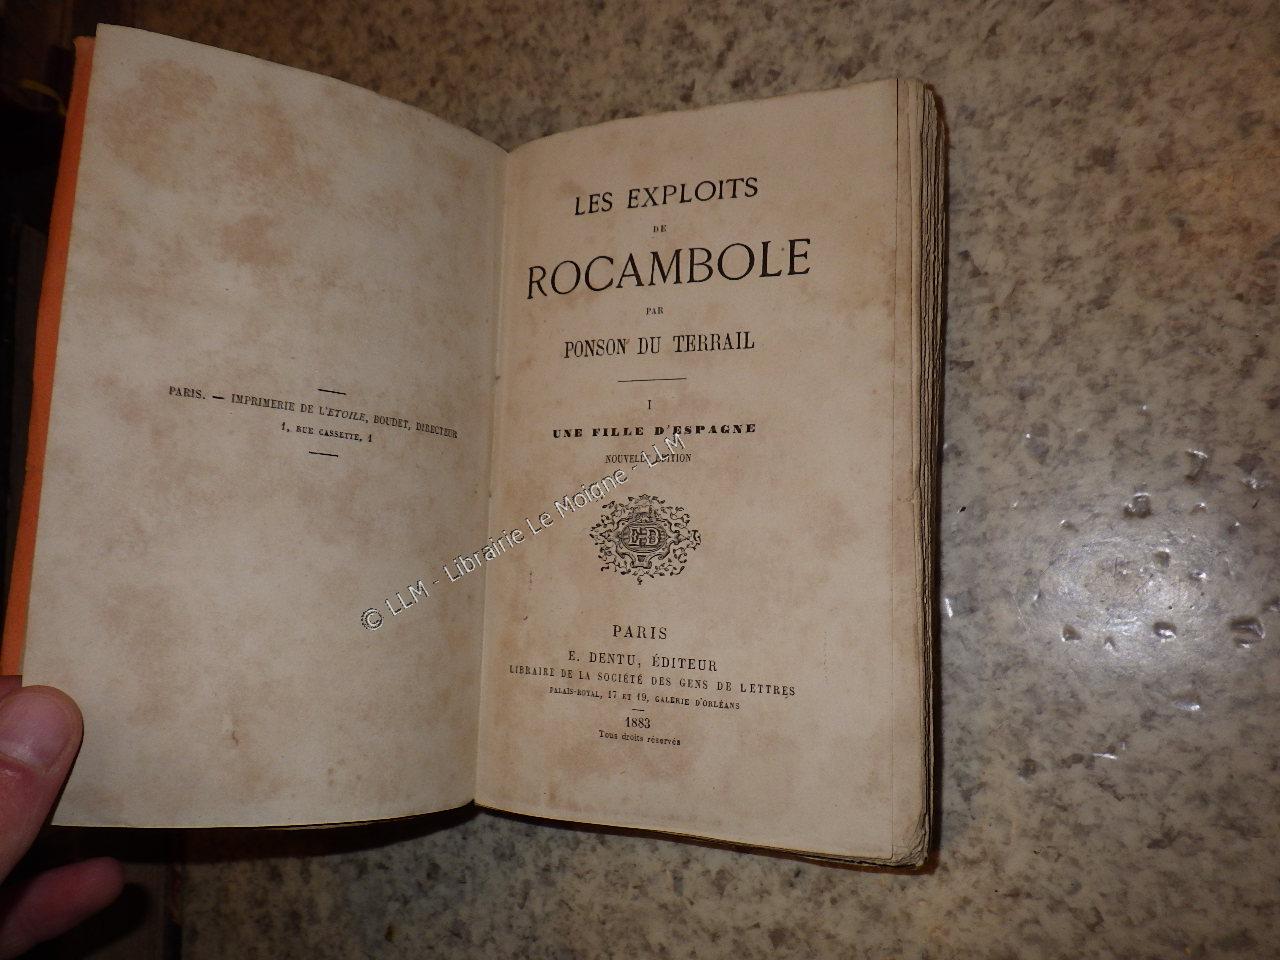 PARIS. — IMPRIMERIE DE L'ETOILE, BOUDET, DIRECTEUR
1, RUE CASSETTE, 1
LES EXPLOITS
DE
ROCAMBOLE
PAR
PONSON DU TERRAIL
I
UNE FILLE D'ESPAGNE
NOUVELLE ÉDITION
ED
PARIS
E. DENTU, ÉDITEUR
LIBRAIRE DE LA SOCIÉTÉ DES GENS DE LETTRES
PALAIS-ROYAL, 17 ET 19, GALERIE D'ORLÉANS
1883
Tous droits réservés
© LLM - Librairie Le Moigne - LLM